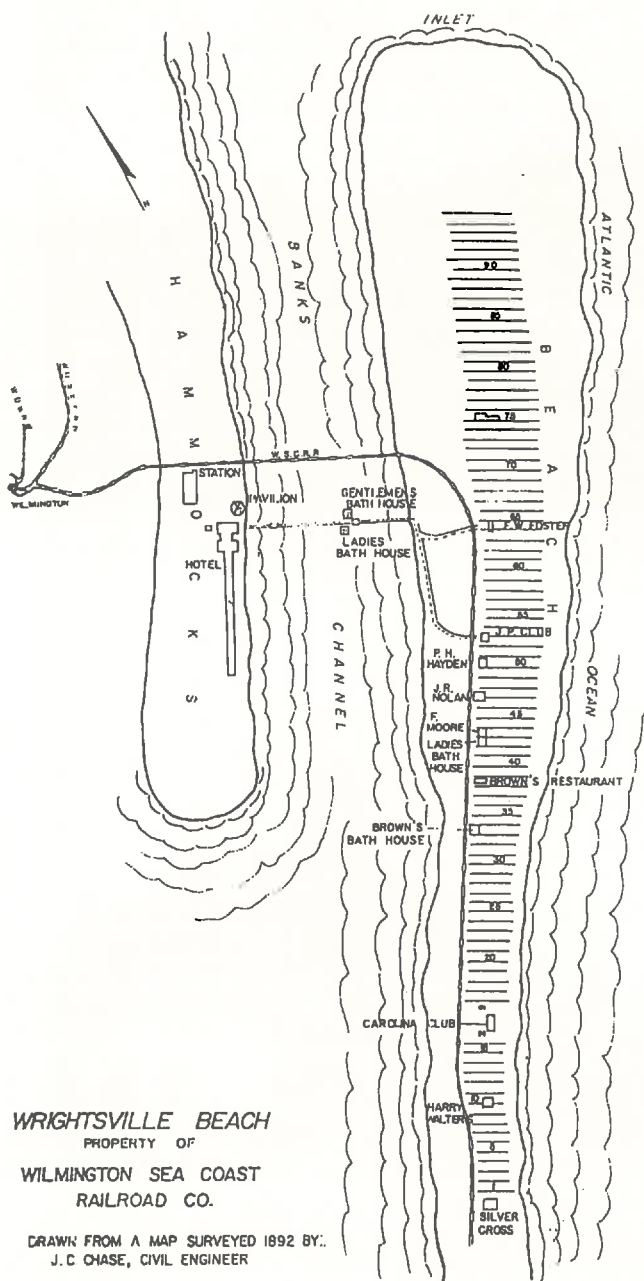 INLET
N
ATLANTIC
BANKS
HAMMOCKS
BEACH
90
80
80
75
W.S.C.R.R
70
STATION
WILMINGTON
PAVILION
GENTLEMENS
BATH HOUSE
65
E.W.
LADIES
BATH HOUSE
HOTEL
60
55
J.P. CLUB
CHANNEL
P. H.
HAYDEN
50
OCEAN
J.R.
NOLAN
45
F.
MOORE
LADIES
BATH
HOUSE
40
BROWN'S RESTAURANT
35
BROWN'S
BATH HOUSE
30
25
20
CAROLINA CLUB
15
HARRY
WALTERS
10
5
1
SILVER
CROSS
WRIGHTSVILLE BEACH
PROPERTY OF
WILMINGTON SEA COAST
RAILROAD CO.
DRAWN FROM A MAP SURVEYED 1892 BY:
J.C CHASE, CIVIL ENGINEER